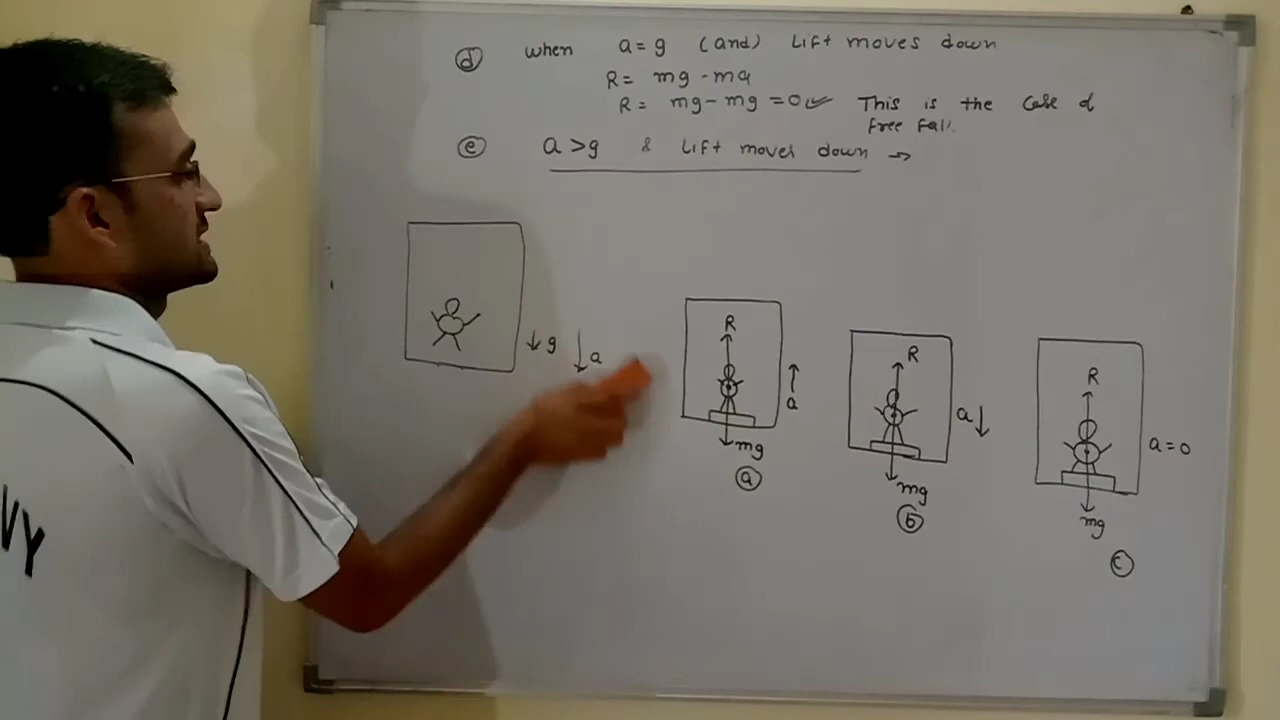 ⓓ when a = g (and) Lift moves down
R = mg - ma
R = mg - mg = 0 ✓ This is the case of
free fall.
ⓔ a > g & Lift moves down →
↓ g ↓ a
R
mg
a
ⓐ
R
a ↓
mg
ⓑ
R
a = 0
mg
ⓒ
VY